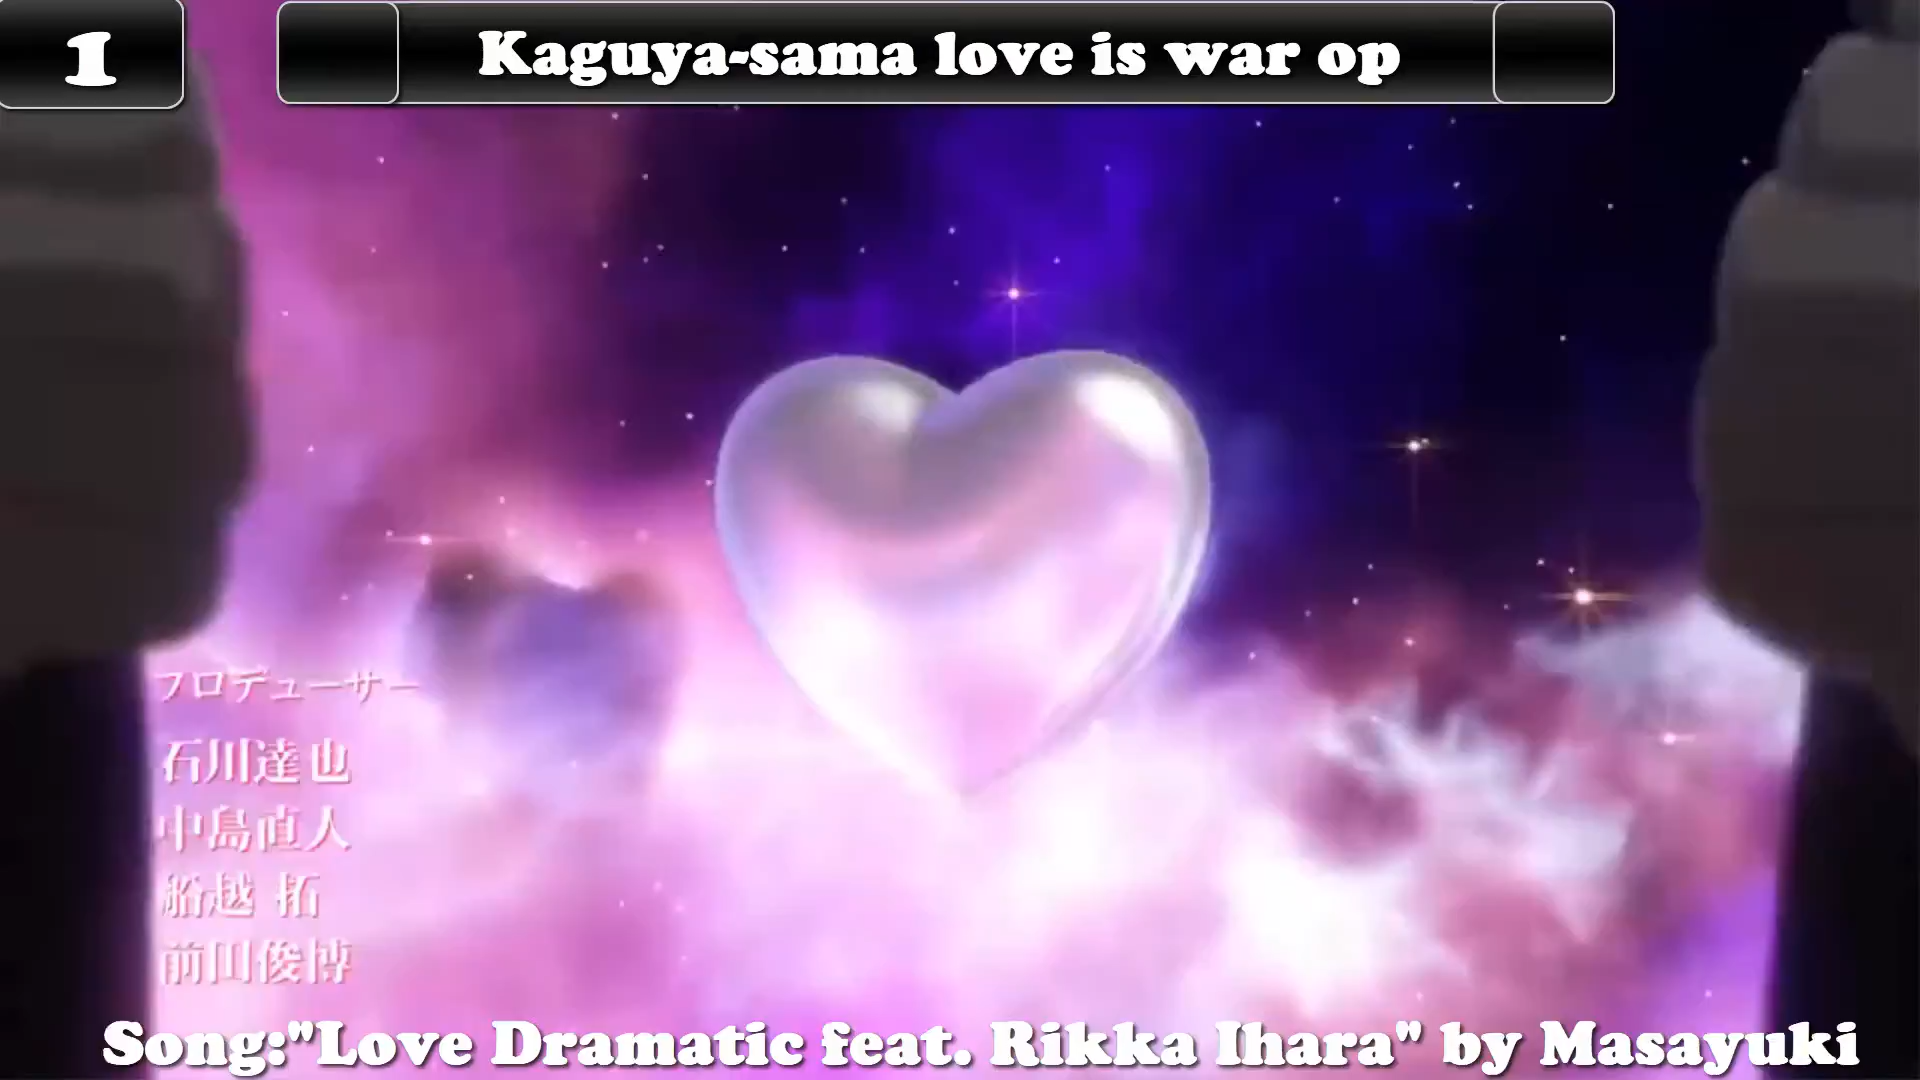 1
Kaguya-sama love is war op
プロデューサー
石川達也
中島直人
船越 拓
前田俊博
Song:"Love Dramatic feat. Rikka Ihara" by Masayuki